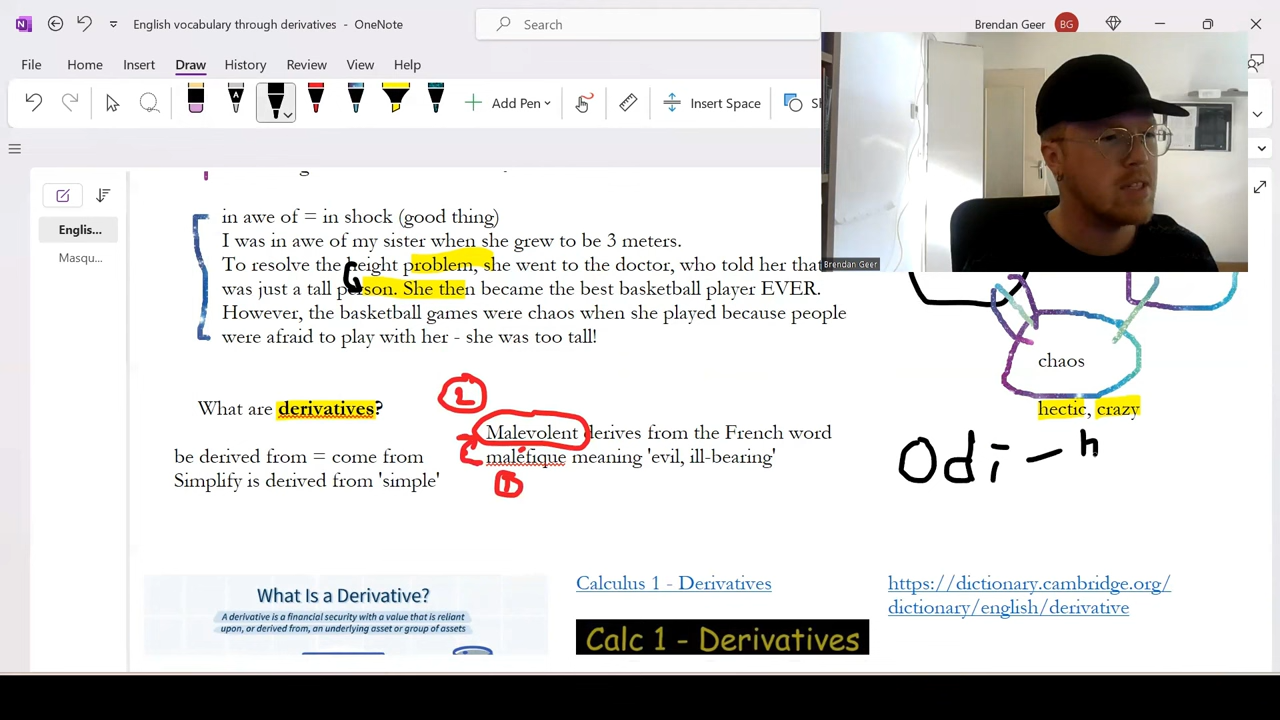 English vocabulary through derivatives - OneNote
Search
Brendan Geer
BG
File Home Insert Draw History Review View Help
Add Pen
Insert Space
in awe of = in shock (good thing)
I was in awe of my sister when she grew to be 3 meters.
To resolve the height problem, she went to the doctor, who told her that
was just a tall person. She then became the best basketball player EVER.
However, the basketball games were chaos when she played because people
were afraid to play with her - she was too tall!
Englis...
Masqu...
Brendan Geer
chaos
hectic, crazy
What are derivatives?
2
Malevolent derives from the French word
maléfique meaning 'evil, ill-bearing'
1
be derived from = come from
Simplify is derived from 'simple'
Odi – h
What Is a Derivative?
A derivative is a financial security with a value that is reliant
upon, or derived from, an underlying asset or group of assets
Calculus 1 - Derivatives
Calc 1 - Derivatives
https://dictionary.cambridge.org/
dictionary/english/derivative